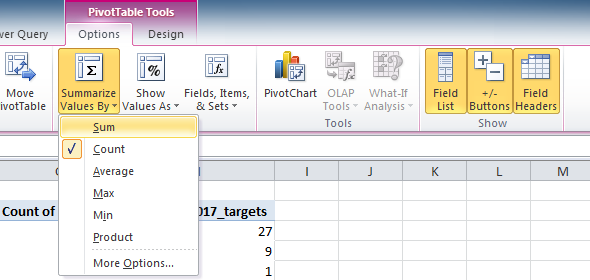 PivotTable Tools
wer Query Options Design
Move PivotTable
Summarize Values By
Show Values As
Fields, Items, & Sets
PivotChart
OLAP Tools
What-If Analysis
Field List
+/- Buttons
Field Headers
Tools
Show
Sum
Count
Average
Max
Min
Product
More Options...
I J K L M
Count of 017_targets
27
9
1